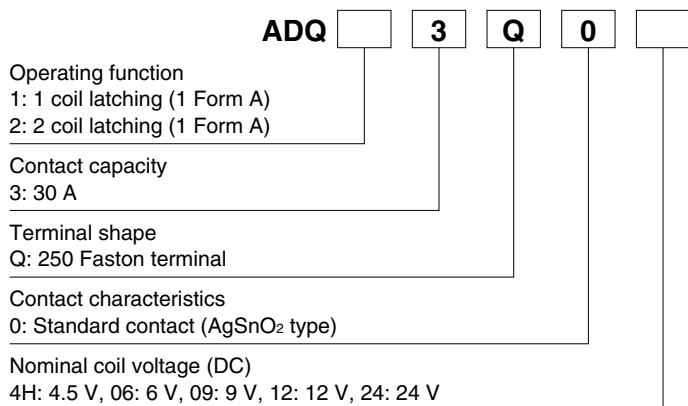 ADQ 3 Q 0
Operating function
1: 1 coil latching (1 Form A)
2: 2 coil latching (1 Form A)
Contact capacity
3: 30 A
Terminal shape
Q: 250 Faston terminal
Contact characteristics
0: Standard contact (AgSnO₂ type)
Nominal coil voltage (DC)
4H: 4.5 V, 06: 6 V, 09: 9 V, 12: 12 V, 24: 24 V